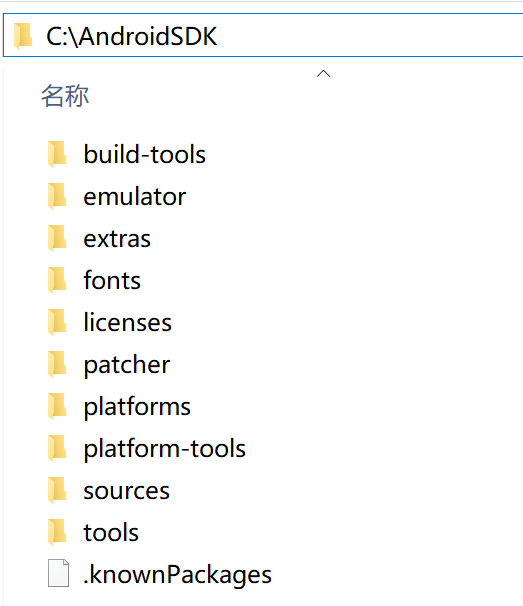 C:\AndroidSDK
名称
build-tools
emulator
extras
fonts
licenses
patcher
platforms
platform-tools
sources
tools
.knownPackages